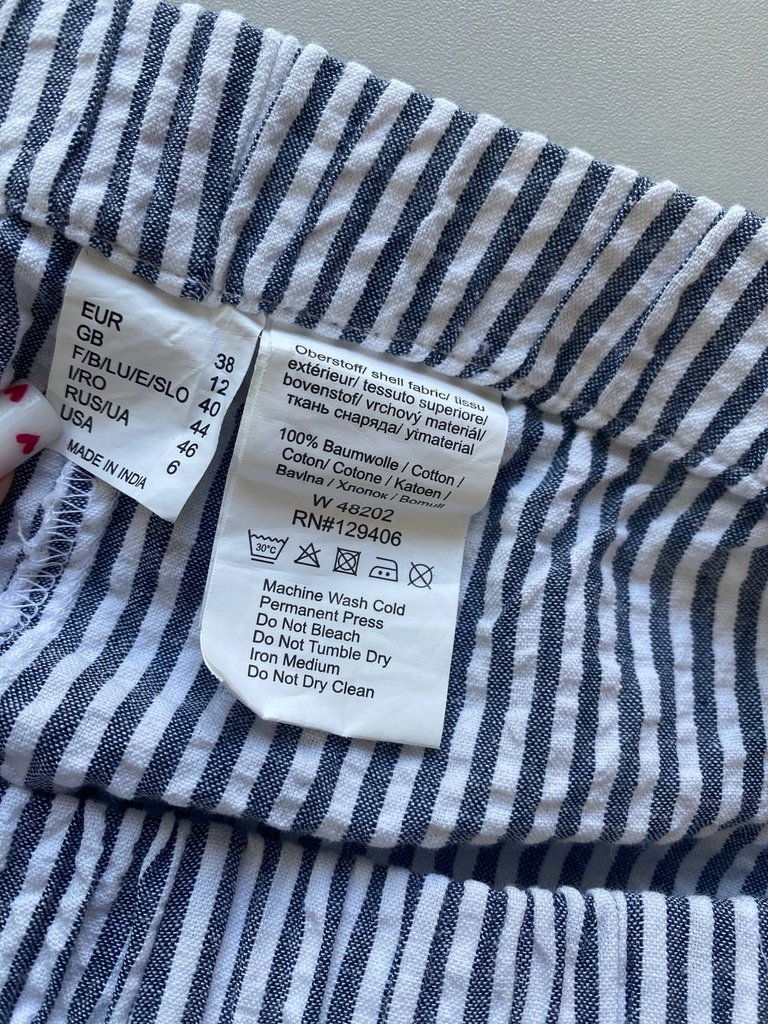 EUR 38
GB 12
F/B/LU/E/SLO 40
I/RO 44
RUS/UA 46
USA 6
MADE IN INDIA
Oberstoff/ shell fabric/ tissu
extérieur/ tessuto superiore/
bovenstof/ vrchový materiál/
ткань снаряда/ yımaterial
100% Baumwolle / Cotton /
Coton/ Cotone / Katoen /
Bavlna / Хлопок / Bomull
W 48202
RN#129406
30°C
Machine Wash Cold
Permanent Press
Do Not Bleach
Do Not Tumble Dry
Iron Medium
Do Not Dry Clean